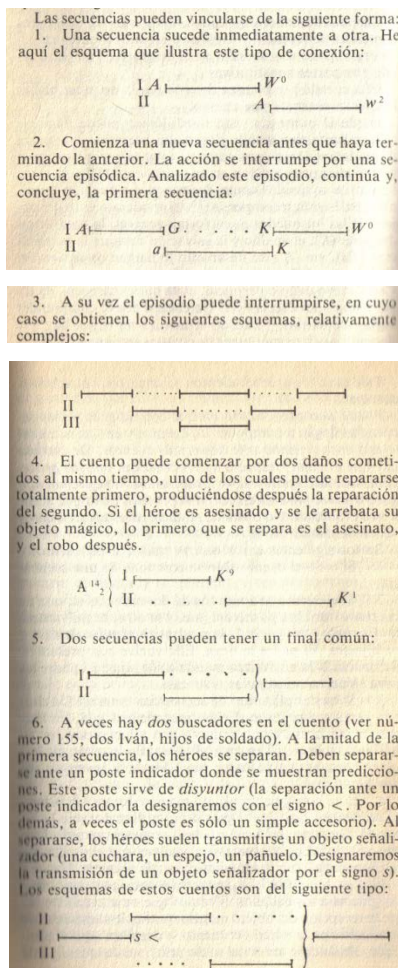 Las secuencias pueden vincularse de la siguiente forma:
1. Una secuencia sucede inmediatamente a otra. He
aquí el esquema que ilustra este tipo de conexión:
I A W⁰
II A w²
2. Comienza una nueva secuencia antes que haya ter-
minado la anterior. La acción se interrumpe por una se-
cuencia episódica. Analizado este episodio, continúa y,
concluye, la primera secuencia:
I A G . . . . . K W⁰
II a K
3. A su vez el episodio puede interrumpirse, en cuyo
caso se obtienen los siguientes esquemas, relativamente
complejos:
I
II
III
4. El cuento puede comenzar por dos daños cometi-
dos al mismo tiempo, uno de los cuales puede repararse
totalmente primero, produciéndose después la reparación
del segundo. Si el héroe es asesinado y se le arrebata su
objeto mágico, lo primero que se repara es el asesinato,
y el robo después.
A ¹⁴₂ { I K⁹
II . . . . . K¹
5. Dos secuencias pueden tener un final común:
I . . . . . }
II
6. A veces hay dos buscadores en el cuento (ver nú-
mero 155, dos Iván, hijos de soldado). A la mitad de la
primera secuencia, los héroes se separan. Deben separar-
se ante un poste indicador donde se muestran prediccio-
nes. Este poste sirve de disyuntor (la separación ante un
poste indicador la designaremos con el signo <. Por lo
demás, a veces el poste es sólo un simple accesorio). Al
separarse, los héroes suelen transmitirse un objeto señali-
zador (una cuchara, un espejo, un pañuelo. Designaremos
la transmisión de un objeto señalizador por el signo s).
Los esquemas de estos cuentos son del siguiente tipo:
II . . . . . .
I s < }
III . . . . .